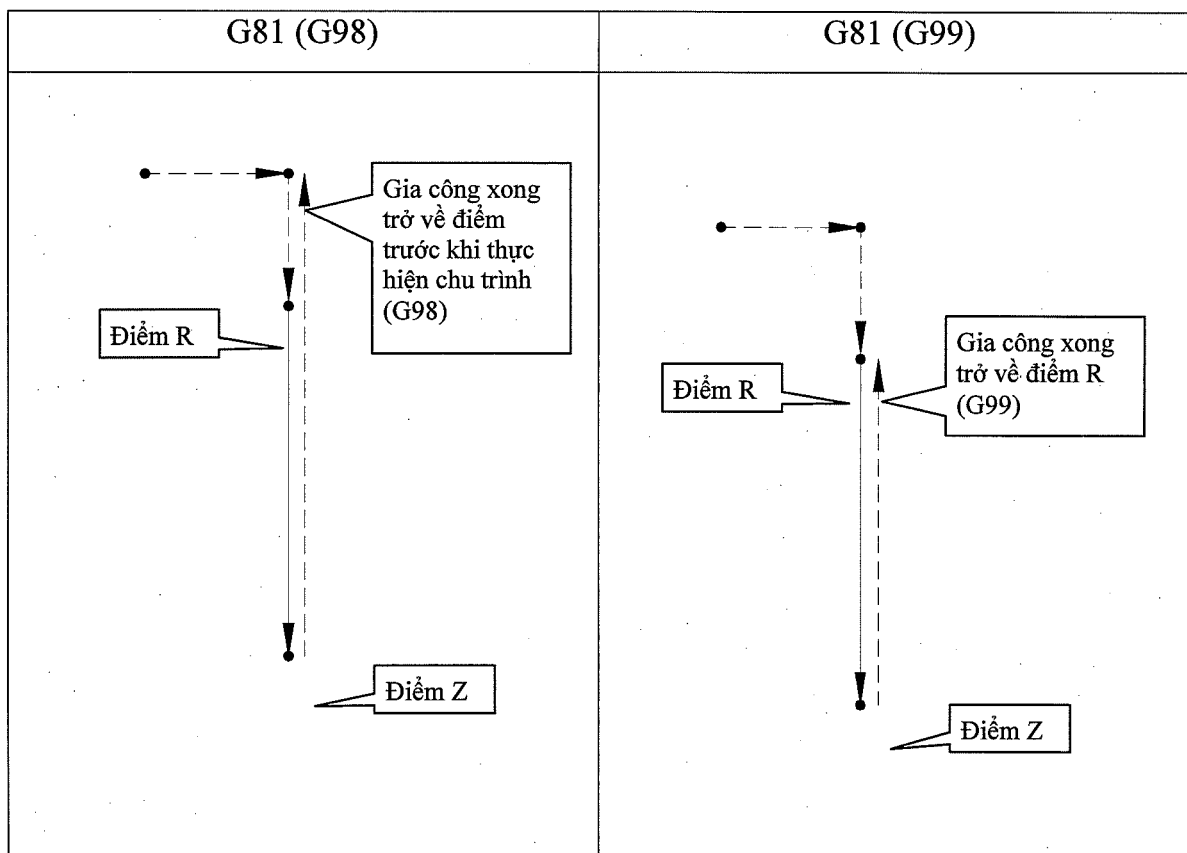 G81 (G98)
G81 (G99)
Gia công xong
trở về điểm
trước khi thực
hiện chu trình
(G98)
Điểm R
Điểm Z
Gia công xong
trở về điểm R
(G99)
Điểm R
Điểm Z